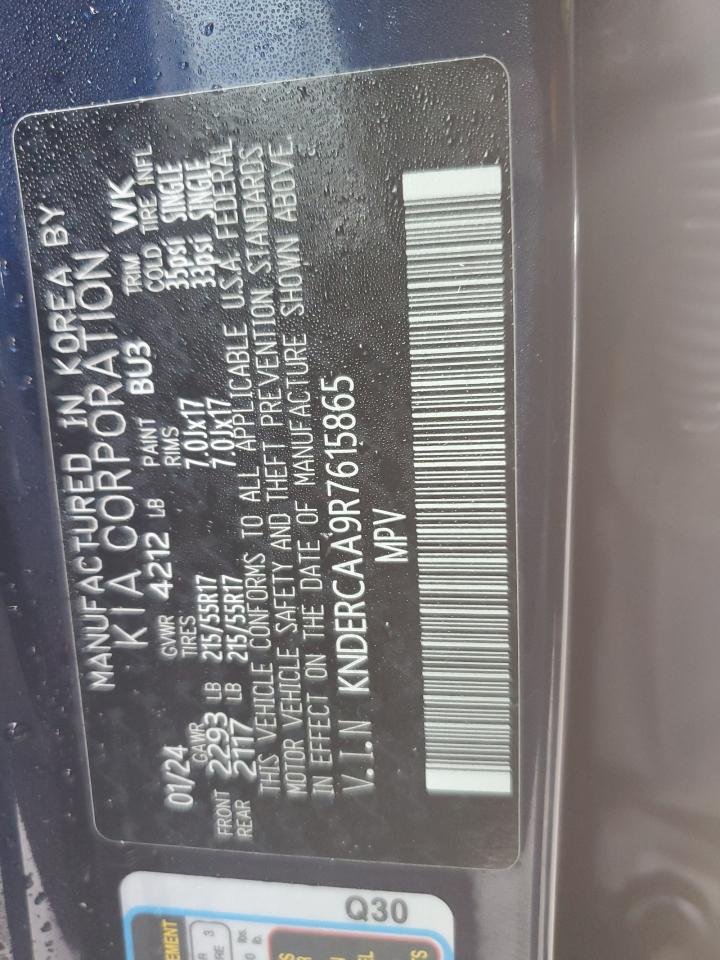 MANUFACTURED IN KOREA BY
KIA CORPORATION
01/24 GVWR 4212 LB PAINT BU3 TRIM WK
GAWR TIRES RIMS COLD TIRE INFL
FRONT 2293 LB 215/55R17 7.0Jx17 35psi SINGLE
REAR 2117 LB 215/55R17 7.0Jx17 33psi SINGLE
THIS VEHICLE CONFORMS TO ALL APPLICABLE U.S.A. FEDERAL
MOTOR VEHICLE SAFETY AND THEFT PREVENTION STANDARDS
IN EFFECT ON THE DATE OF MANUFACTURE SHOWN ABOVE.
V.I.N KNDERCAA9R7615865
MPV
Q30